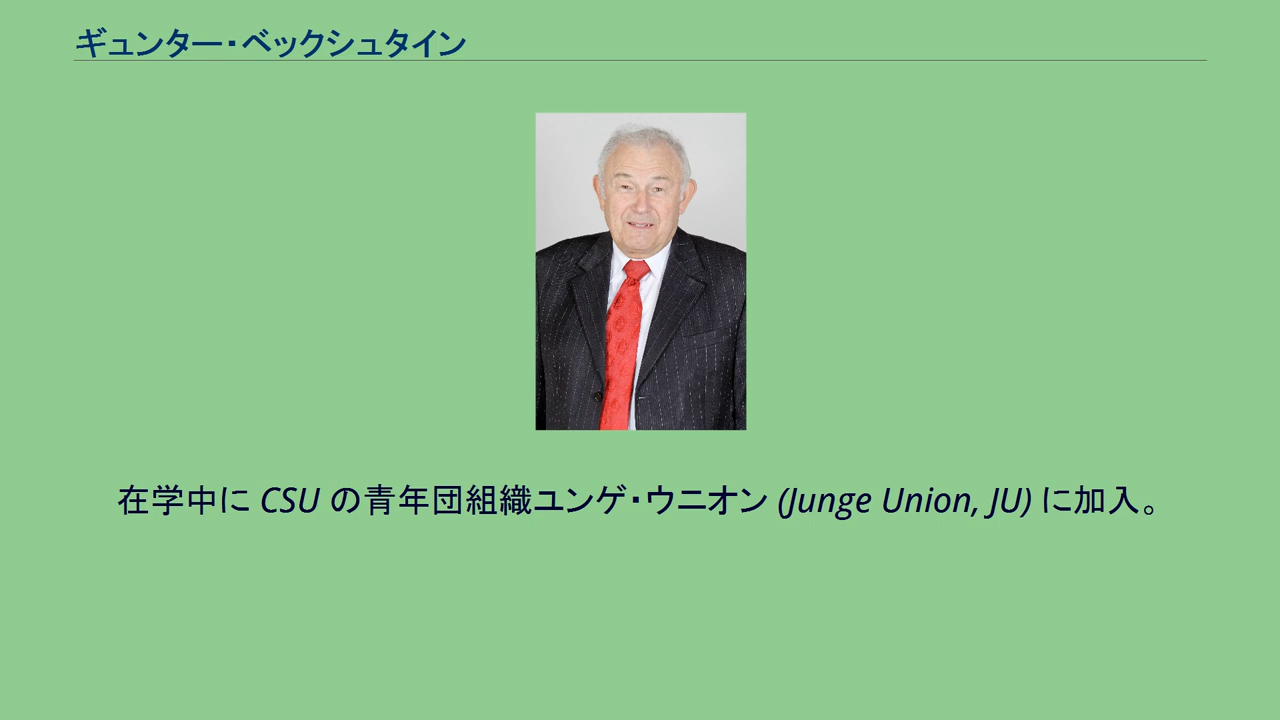 ギュンター・ベックシュタイン
在学中に CSU の青年団組織ユンゲ・ウニオン (Junge Union, JU) に加入。